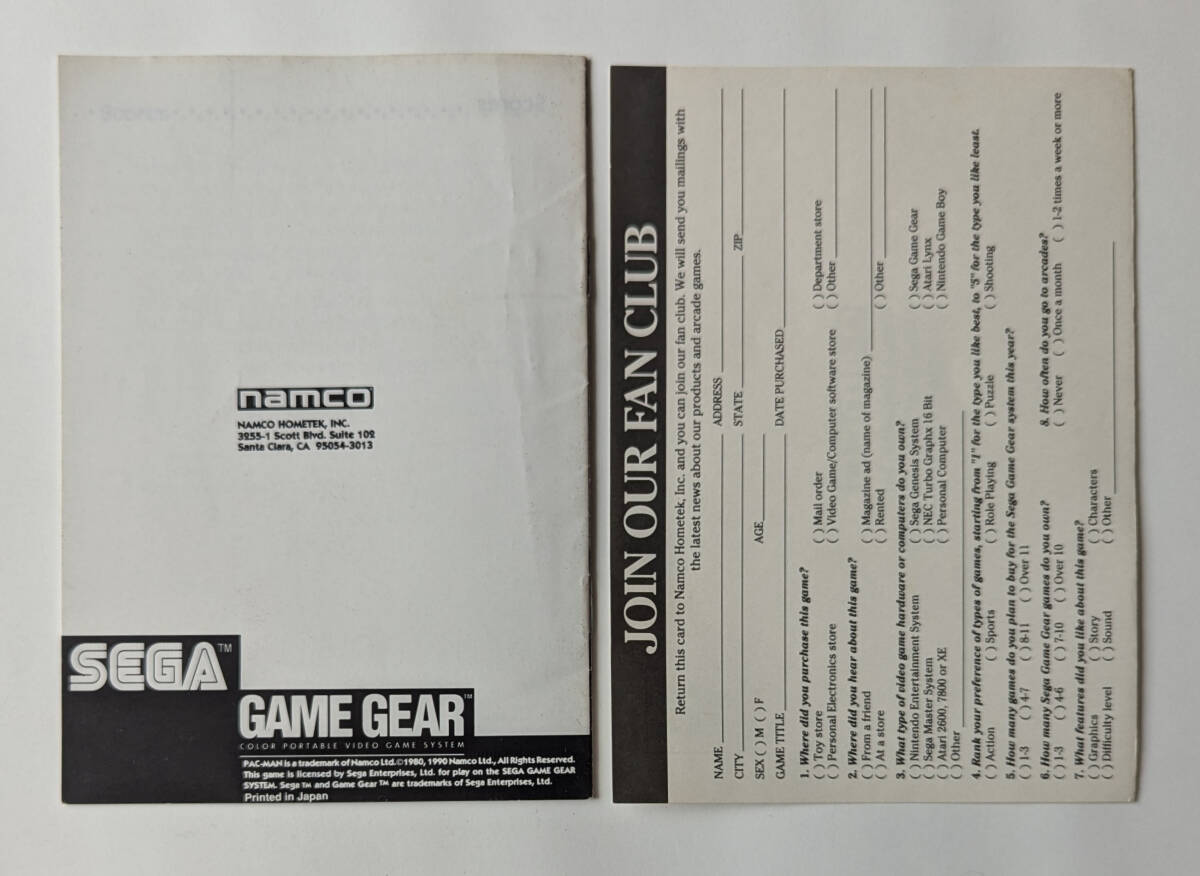 namco
NAMCO HOMETEK, INC.
3255-1 Scott Blvd. Suite 102
Santa Clara, CA 95054-3013
SEGA™
GAME GEAR™
COLOR PORTABLE VIDEO GAME SYSTEM
PAC-MAN is a trademark of Namco Ltd.©1980, 1990 Namco Ltd., All Rights Reserved.
This game is licensed by Sega Enterprises, Ltd. for play on the SEGA GAME GEAR
SYSTEM. Sega ™ and Game Gear ™ are trademarks of Sega Enterprises, Ltd.
Printed in Japan
JOIN OUR FAN CLUB
Return this card to Namco Hometek, Inc. and you can join our fan club. We will send you mailings with
the latest news about our products and arcade games.
NAME ADDRESS
CITY STATE ZIP
SEX ( ) M ( ) F AGE
GAME TITLE DATE PURCHASED
1. Where did you purchase this game?
( ) Toy store ( ) Mail order ( ) Department store
( ) Personal Electronics store ( ) Video Game/Computer software store ( ) Other
2. Where did you hear about this game?
( ) From a friend ( ) Magazine ad (name of magazine)
( ) At a store ( ) Rented ( ) Other
3. What type of video game hardware or computers do you own?
( ) Nintendo Entertainment System ( ) Sega Genesis System ( ) Sega Game Gear
( ) Sega Master System ( ) NEC Turbo Graphx 16 Bit ( ) Atari Lynx
( ) Atari 2600, 7800 or XE ( ) Personal Computer ( ) Nintendo Game Boy
( ) Other
4. Rank your preference of types of games, starting from "1" for the type you like best, to "5" for the type you like least.
( ) Action ( ) Sports ( ) Role Playing ( ) Puzzle ( ) Shooting
5. How many games do you plan to buy for the Sega Game Gear system this year?
( ) 1-3 ( ) 4-7 ( ) 8-11 ( ) Over 11
6. How many Sega Game Gear games do you own?
( ) 1-3 ( ) 4-6 ( ) 7-10 ( ) Over 10
7. What features did you like about this game?
( ) Graphics ( ) Story ( ) Characters
( ) Difficulty level ( ) Sound ( ) Other
8. How often do you go to arcades?
( ) Never ( ) Once a month ( ) 1-2 times a week or more